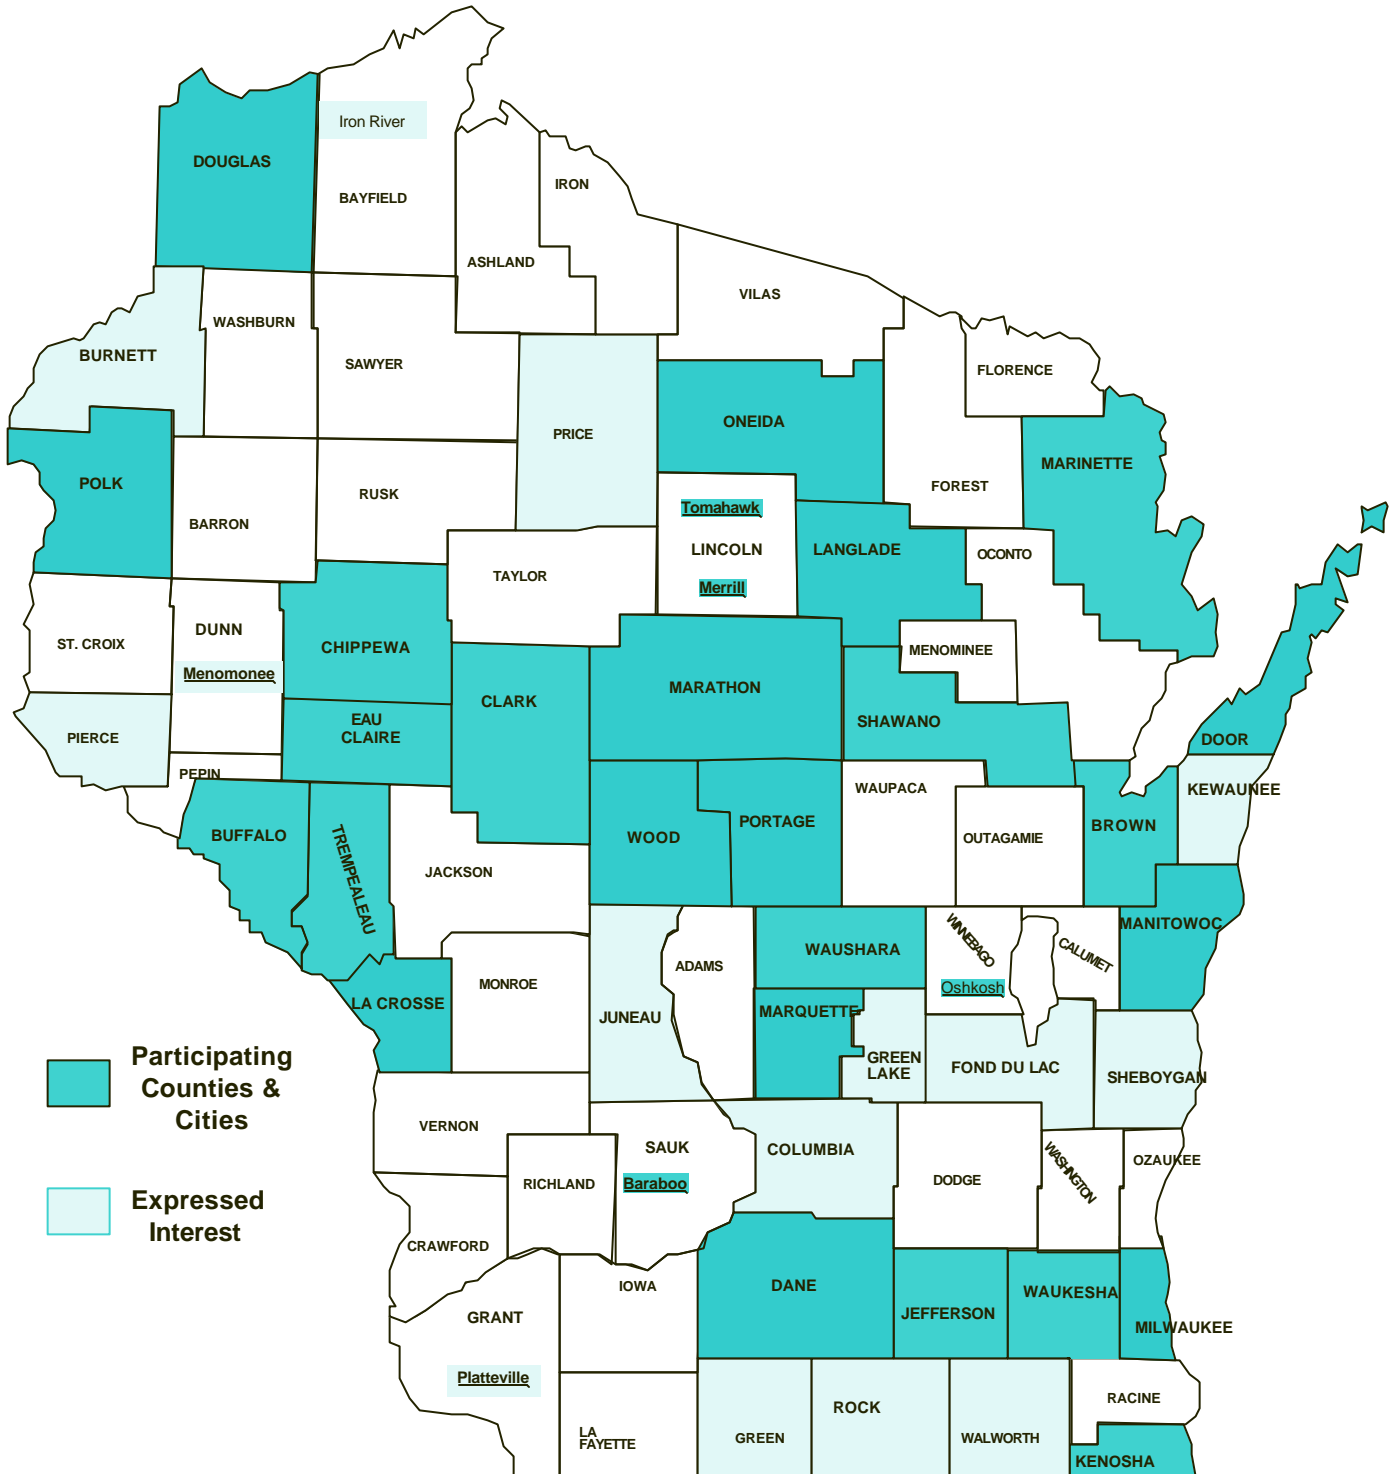 Iron River
DOUGLAS
IRON
BAYFIELD
ASHLAND
VILAS
WASHBURN
BURNETT
SAWYER
FLORENCE
ONEIDA
PRICE
MARINETTE
POLK
FOREST
RUSK
Tomahawk
BARRON
LINCOLN
LANGLADE
OCONTO
TAYLOR
Merrill
DUNN
ST. CROIX
CHIPPEWA
MENOMINEE
Menomonee
MARATHON
CLARK
EAU
CLAIRE
SHAWANO
PIERCE
DOOR
PEPIN
WAUPACA
KEWAUNEE
BUFFALO
TREMPEALEAU
WOOD
PORTAGE
OUTAGAMIE
BROWN
JACKSON
MANITOWOC
WAUSHARA
WINNEBAGO
CALUMET
ADAMS
MONROE
Oshkosh
LA CROSSE
MARQUETTE
JUNEAU
GREEN
LAKE
FOND DU LAC
SHEBOYGAN
Participating
Counties &
Cities
VERNON
SAUK
COLUMBIA
WASHINGTON
OZAUKEE
RICHLAND
Baraboo
DODGE
Expressed
Interest
CRAWFORD
IOWA
DANE
WAUKESHA
GRANT
JEFFERSON
MILWAUKEE
Platteville
RACINE
ROCK
LA
FAYETTE
GREEN
WALWORTH
KENOSHA